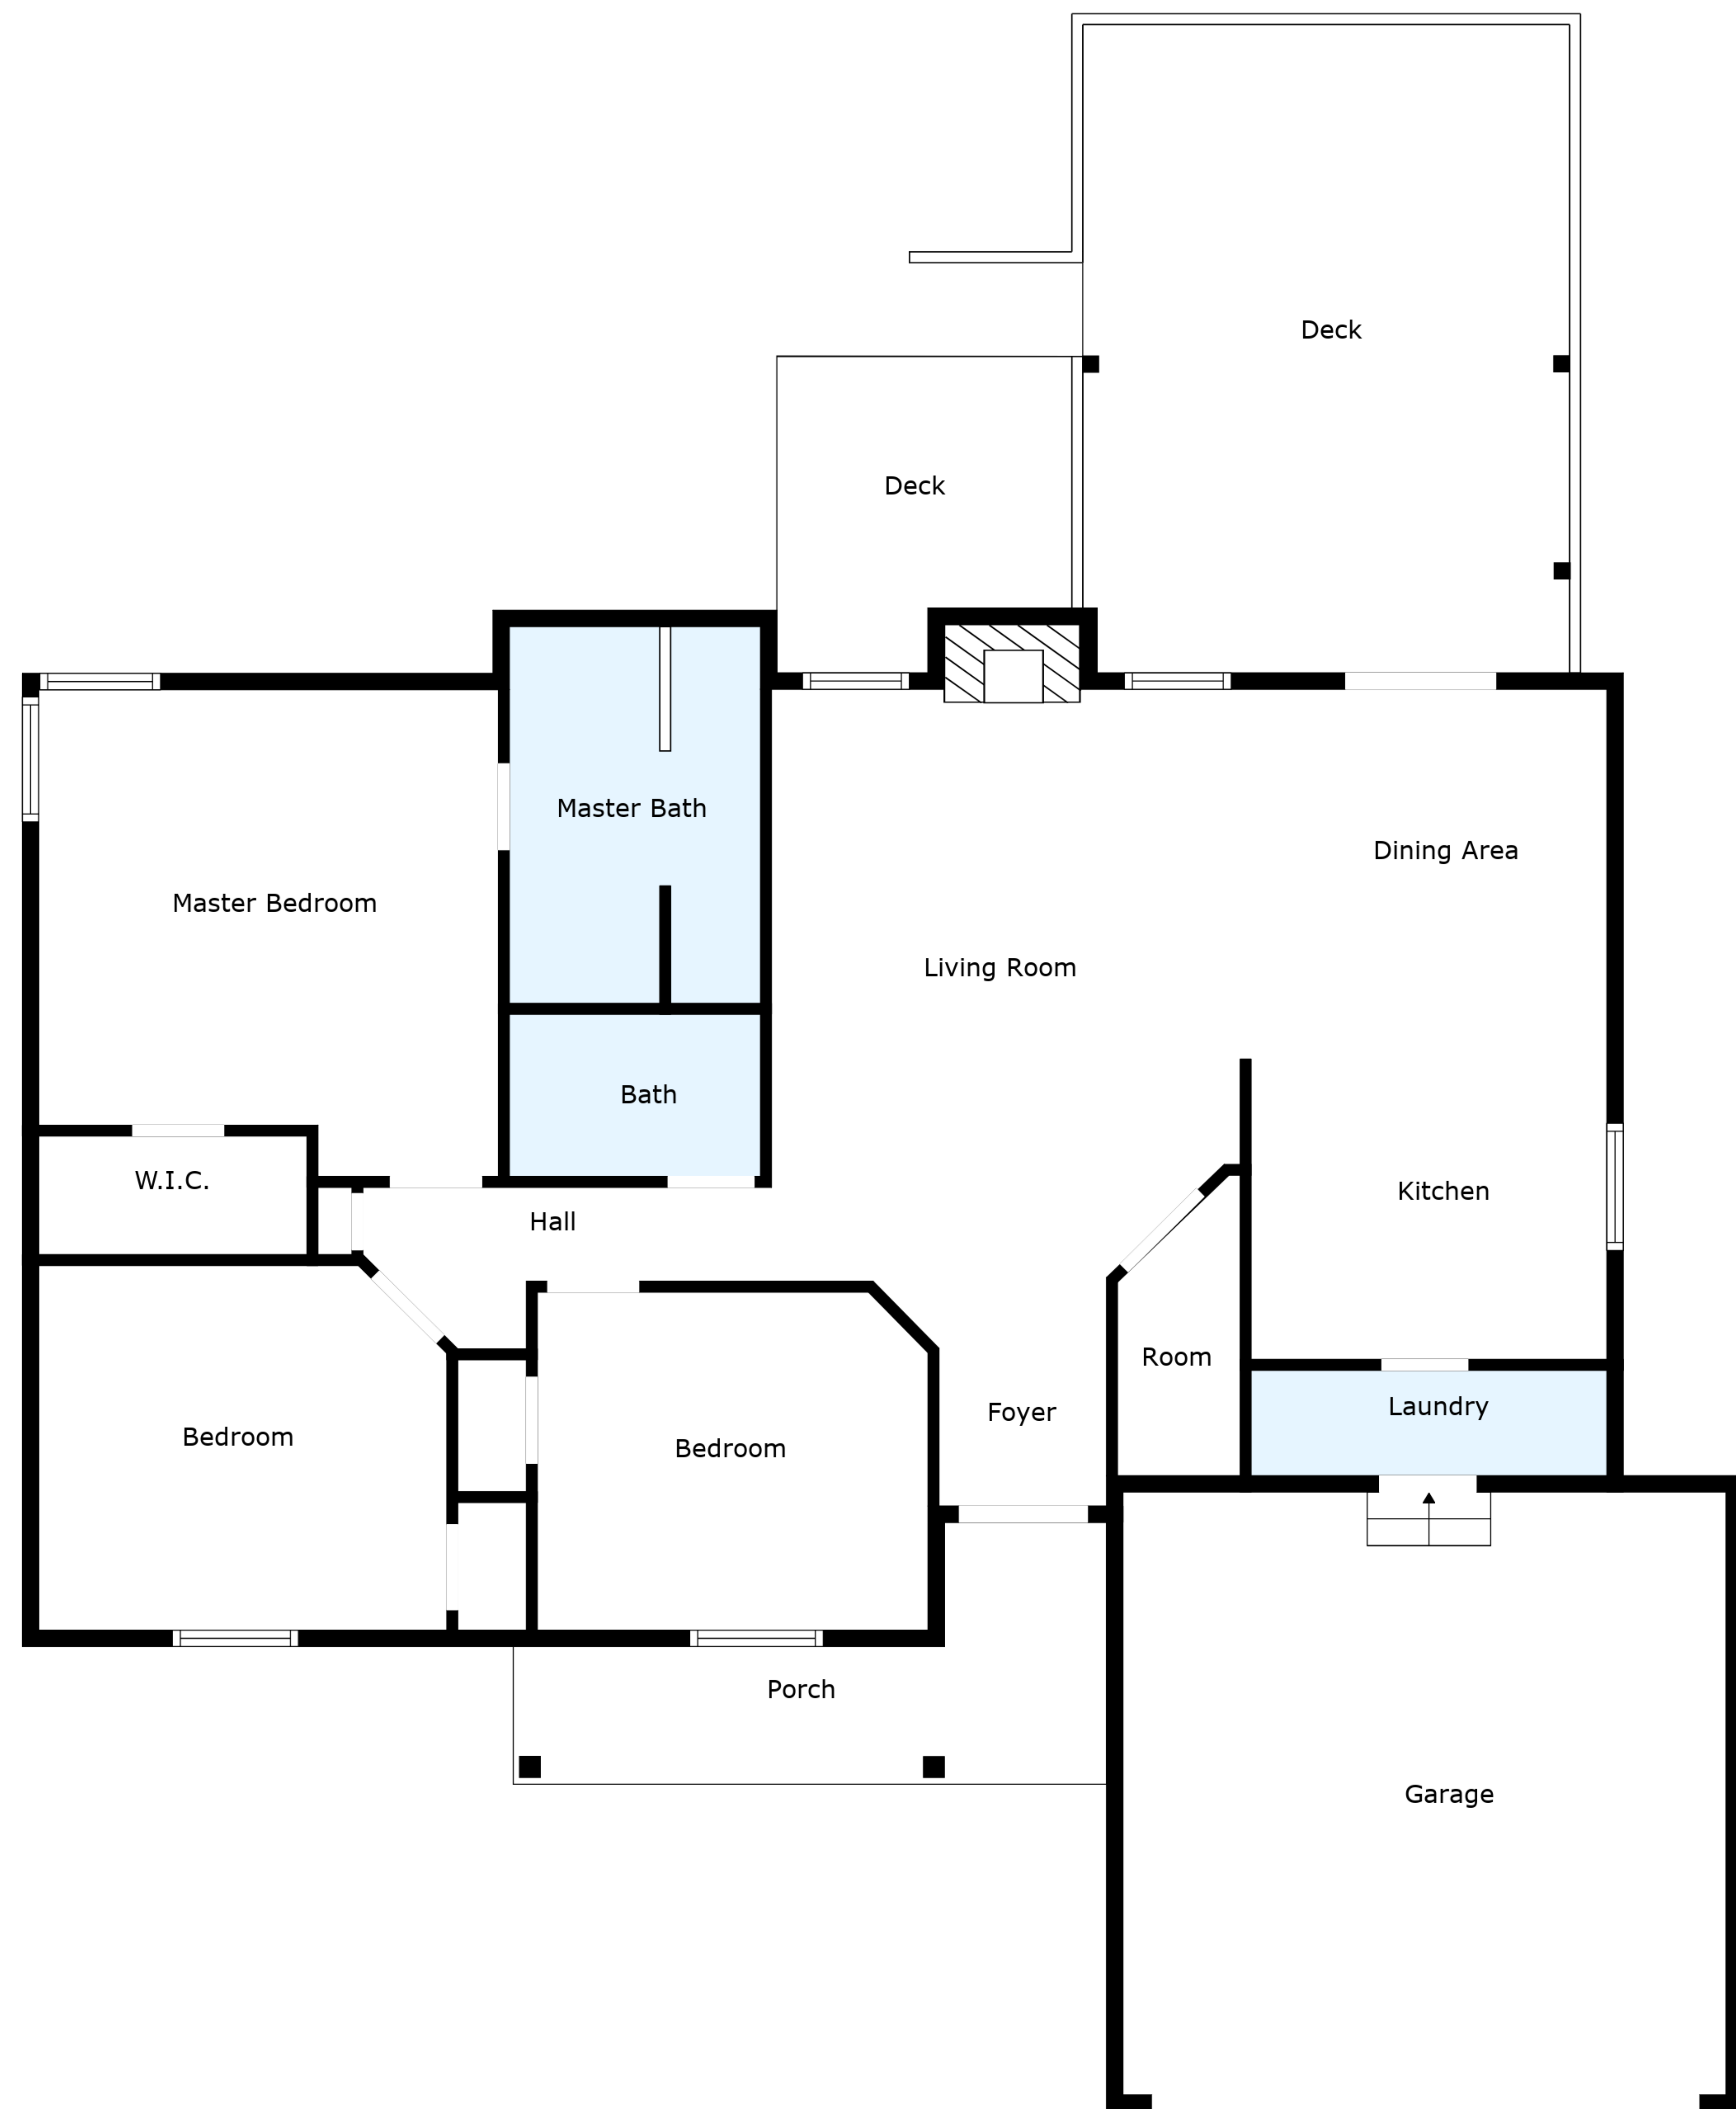 Deck
Deck
Master Bath
Dining Area
Master Bedroom
Living Room
Bath
W.I.C.
Kitchen
Hall
Room
Laundry
Foyer
Bedroom
Bedroom
Porch
Garage